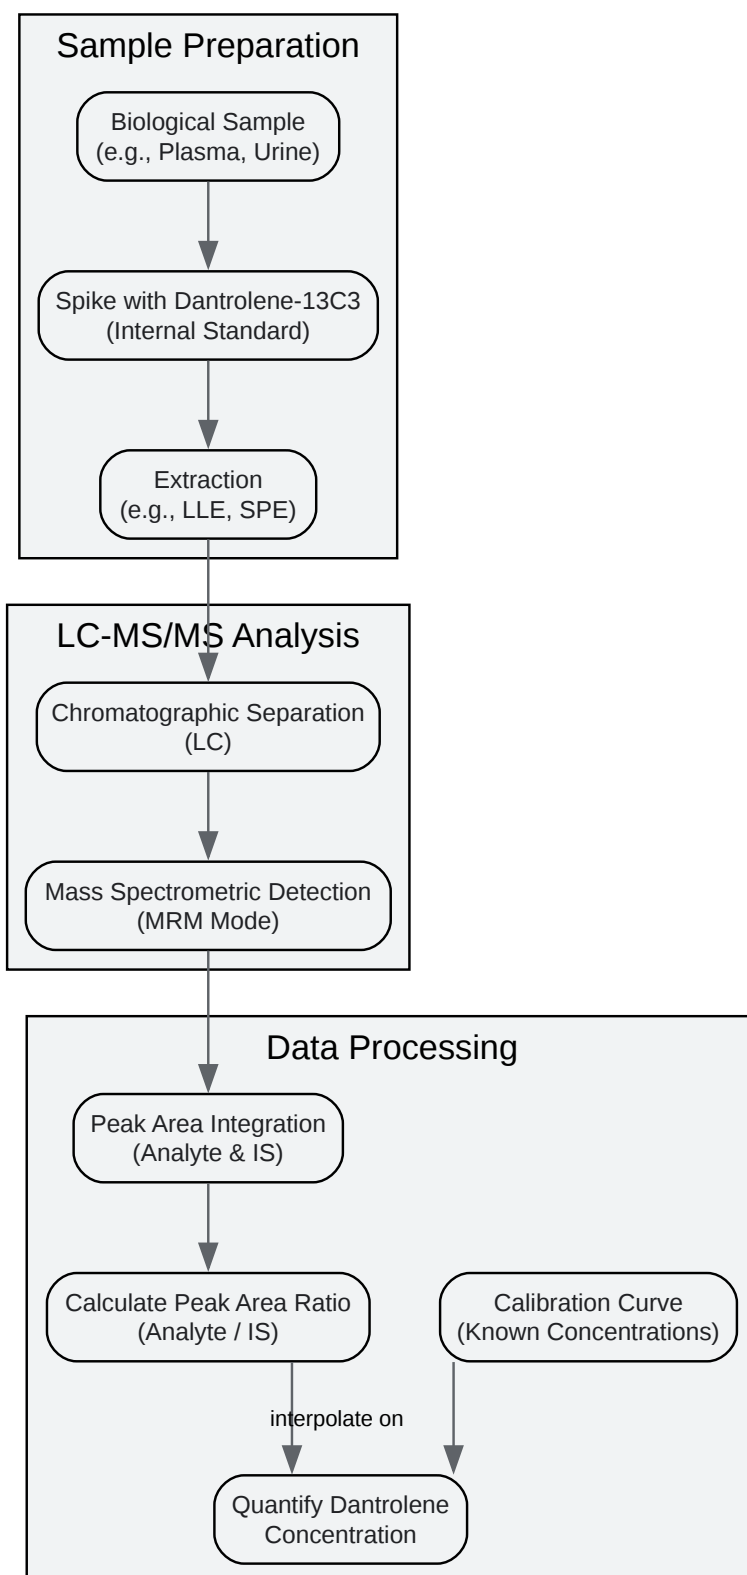 Sample Preparation
Biological Sample
(e.g., Plasma, Urine)
Spike with Dantrolene-13C3
(Internal Standard)
Extraction
(e.g., LLE, SPE)
LC-MS/MS Analysis
Chromatographic Separation
(LC)
Mass Spectrometric Detection
(MRM Mode)
Data Processing
Peak Area Integration
(Analyte & IS)
Calculate Peak Area Ratio
(Analyte / IS)
Calibration Curve
(Known Concentrations)
interpolate on
Quantify Dantrolene
Concentration